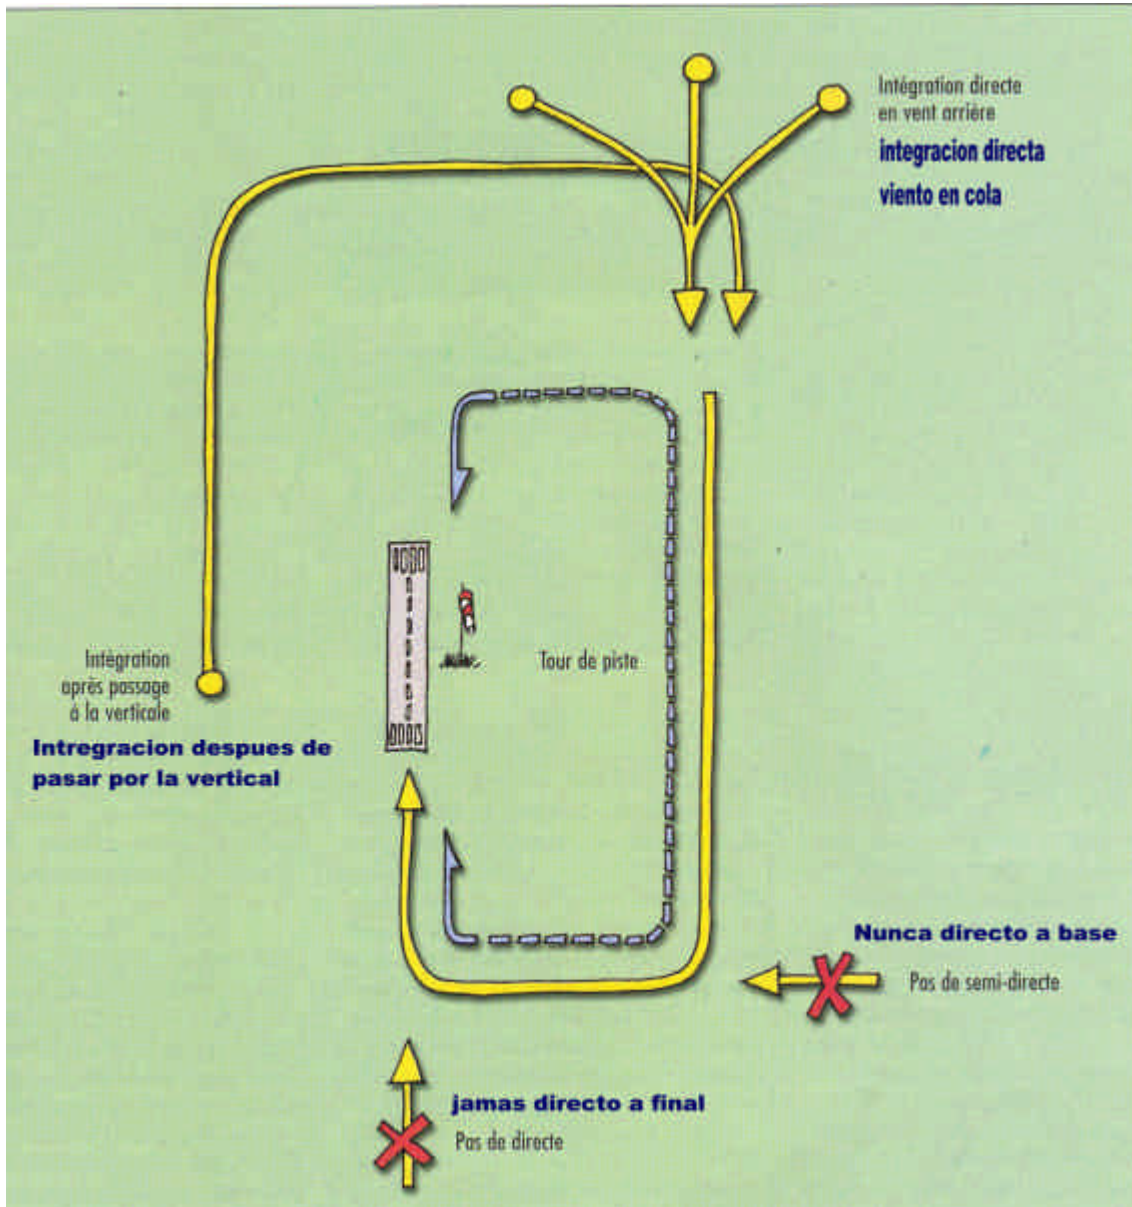 Intégration directe
en vent arrière
integracion directa
viento en cola
Tour de piste
Intégration
après passage
á la verticale
Intregracion despues de
pasar por la vertical
Nunca directo a base
Pas de semi-directe
jamas directo a final
Pas de directe